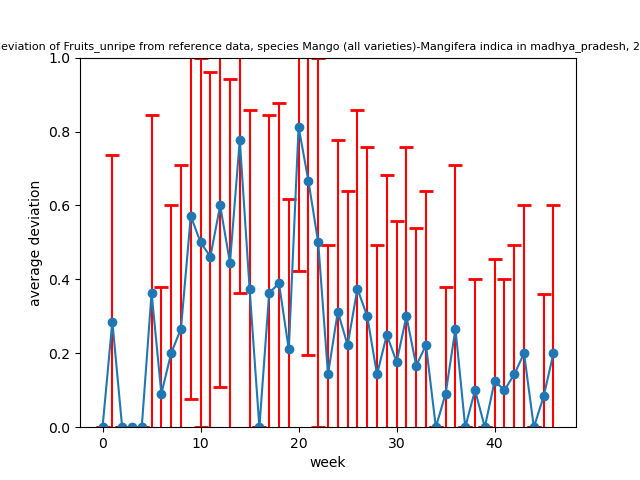 eviation of Fruits_unripe from reference data, species Mango (all varieties)-Mangifera indica in madhya_pradesh, 2
1.0
0.8
0.6
0.4
0.2
0.0
average deviation
0 10 20 30 40
week